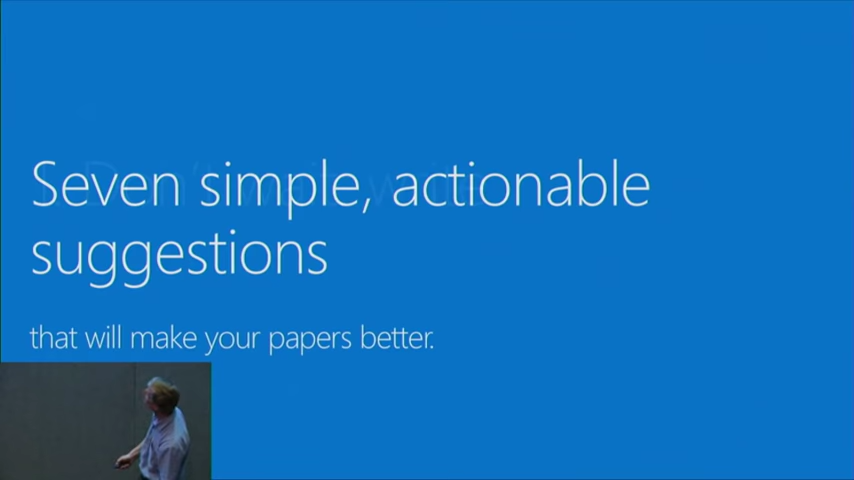 Seven simple, actionable
suggestions
that will make your papers better.